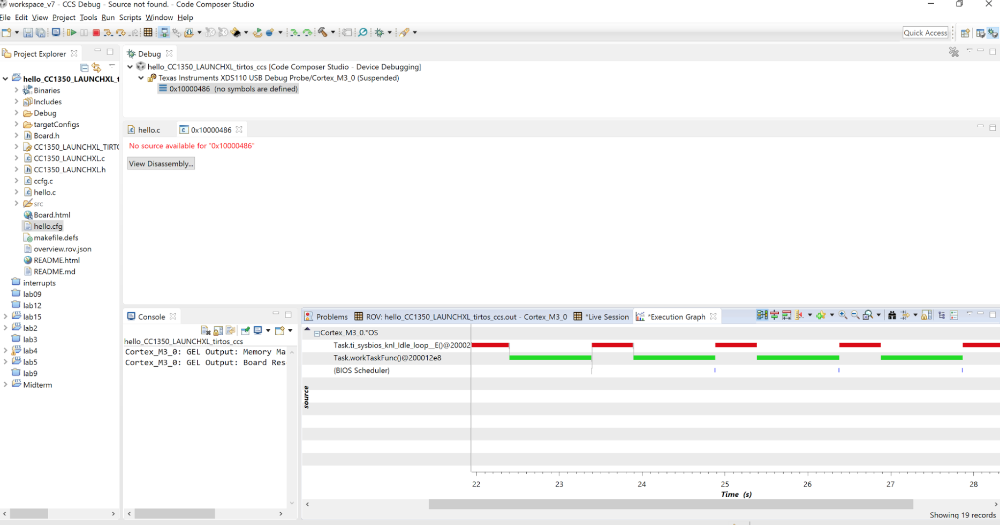 workspace_v7 - CCS Debug - Source not found. - Code Composer Studio
File Edit View Project Tools Run Scripts Window Help
Quick Access
Project Explorer
hello_CC1350_LAUNCHXL_t
Binaries
Includes
Debug
targetConfigs
Board.h
CC1350_LAUNCHXL_TIRTO
CC1350_LAUNCHXL.c
CC1350_LAUNCHXL.h
ccfg.c
hello.c
src
Board.html
hello.cfg
makefile.defs
overview.rov.json
README.html
README.md
interrupts
lab09
lab12
lab15
lab2
lab3
lab4
lab5
lab9
Midterm
Debug
hello_CC1350_LAUNCHXL_tirtos_ccs [Code Composer Studio - Device Debugging]
Texas Instruments XDS110 USB Debug Probe/Cortex_M3_0 (Suspended)
0x10000486 (no symbols are defined)
hello.c
0x10000486
No source available for "0x10000486"
View Disassembly...
Console
hello_CC1350_LAUNCHXL_tirtos_ccs
Cortex_M3_0: GEL Output: Memory Ma
Cortex_M3_0: GEL Output: Board Res
Problems ROV: hello_CC1350_LAUNCHXL_tirtos_ccs.out - Cortex_M3_0 *Live Session *Execution Graph
Cortex_M3_0.*OS
Task.ti_sysbios_knl_Idle_loop__E()@20002
Task.workTaskFunc()@200012e8
{BIOS Scheduler}
source
22 23 24 25 26 27 28
Time (s)
Showing 19 records